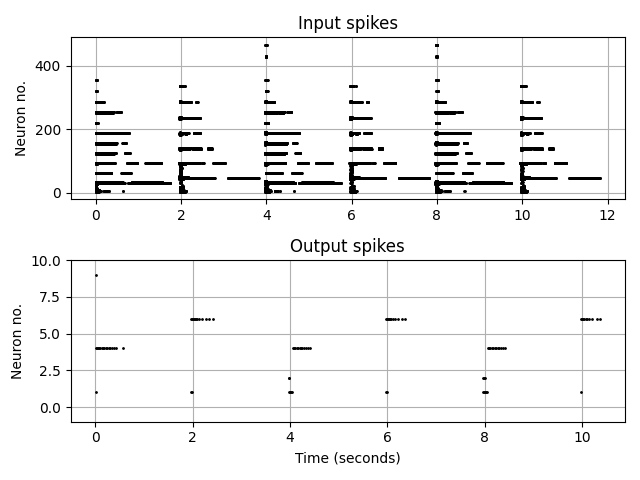 Input spikes
Neuron no.
400
200
0
0 2 4 6 8 10 12
Output spikes
Neuron no.
10.0
7.5
5.0
2.5
0.0
0 2 4 6 8 10
Time (seconds)